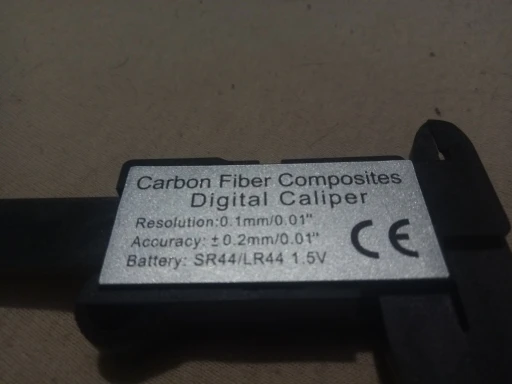 Carbon Fiber Composites
Digital Caliper
Resolution:0.1mm/0.01"
Accuracy: ±0.2mm/0.01"
Battery: SR44/LR44 1.5V
CE